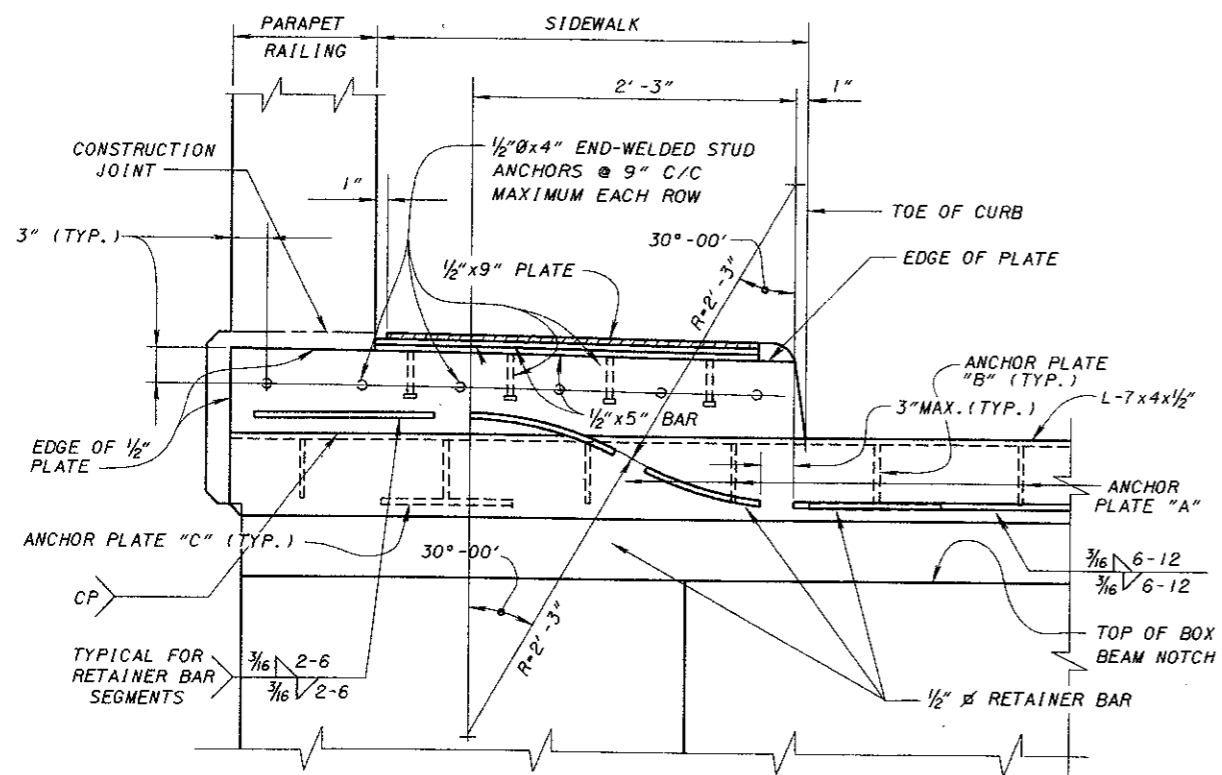 PARAPET
RAILING
SIDEWALK
2'-3"
1"
CONSTRUCTION
JOINT
½"Øx4" END-WELDED STUD
ANCHORS @ 9" C/C
MAXIMUM EACH ROW
1"
TOE OF CURB
3" (TYP.)
30°-00'
EDGE OF PLATE
½"x9" PLATE
R=2'-3"
ANCHOR PLATE
"B" (TYP.)
L-7x4x½"
3"MAX.(TYP.)
½"x5" BAR
EDGE OF ½"
PLATE
ANCHOR
PLATE "A"
ANCHOR PLATE "C" (TYP.)
30°-00'
3/16 6-12
3/16 6-12
CP
R=2'-3"
TOP OF BOX
BEAM NOTCH
TYPICAL FOR
RETAINER BAR
SEGMENTS
3/16 2-6
3/16 2-6
½" RETAINER BAR